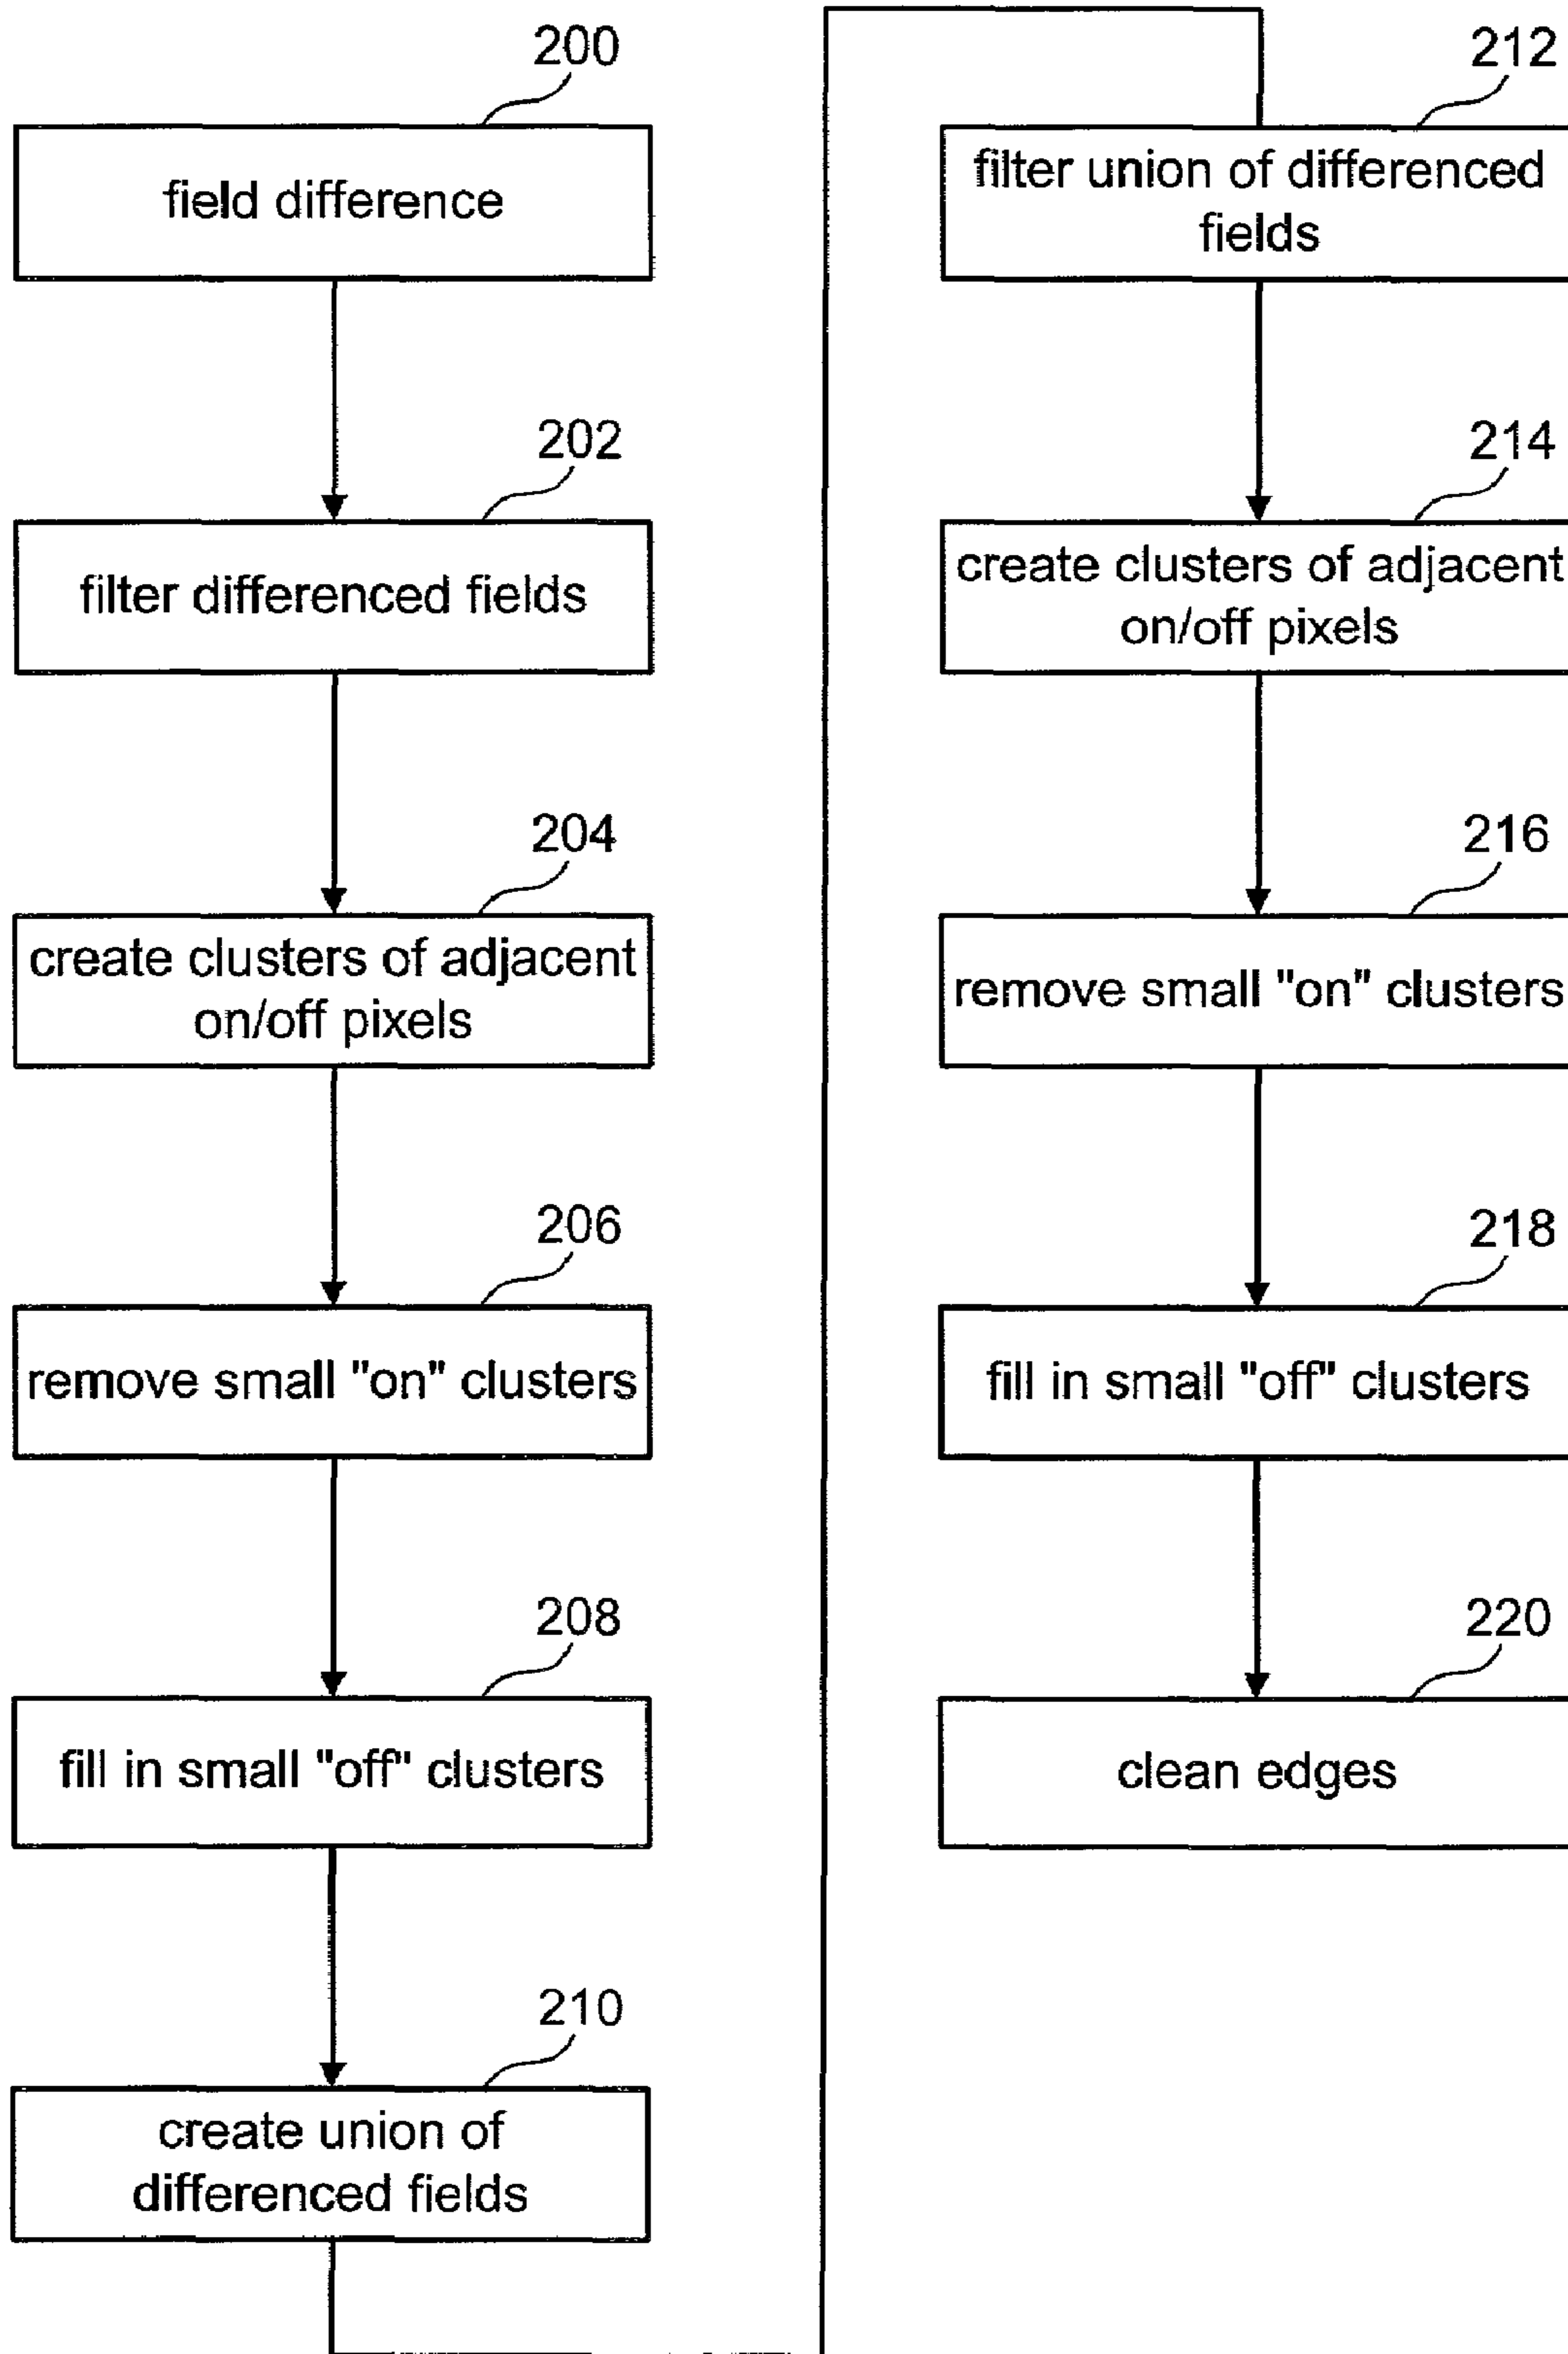 200
field difference
202
filter differenced fields
204
create clusters of adjacent
on/off pixels
206
remove small "on" clusters
208
fill in small "off" clusters
210
create union of
differenced fields
212
filter union of differenced
fields
214
create clusters of adjacent
on/off pixels
216
remove small "on" clusters
218
fill in small "off" clusters
220
clean edges